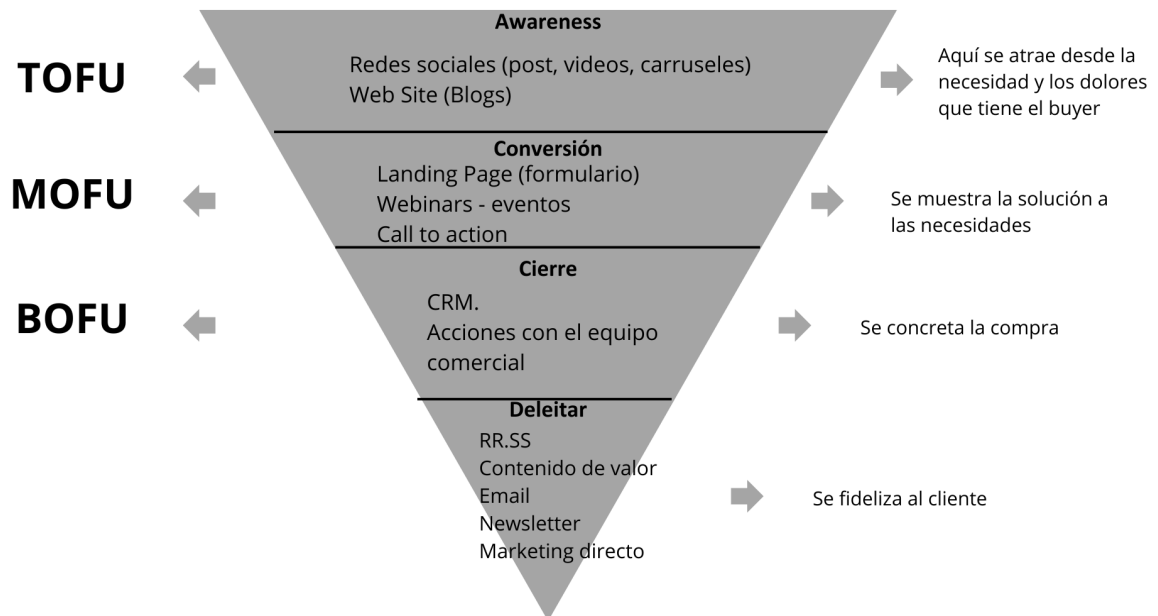 Awareness
TOFU
Redes sociales (post, videos, carruseles)
Web Site (Blogs)
Aquí se atrae desde la
necesidad y los dolores
que tiene el buyer
Conversión
MOFU
Landing Page (formulario)
Webinars - eventos
Call to action
Se muestra la solución a
las necesidades
Cierre
BOFU
CRM.
Acciones con el equipo
comercial
Se concreta la compra
Deleitar
RR.SS
Contenido de valor
Email
Newsletter
Marketing directo
Se fideliza al cliente